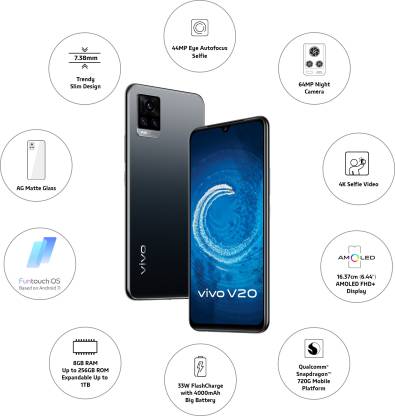 44MP Eye Autofocus
Selfie
7.38mm
Trendy
Slim Design
64MP Night
Camera
AG Matte Glass
4K Selfie Video
vivo
vivo V20
Funtouch OS
Based on Android 11
AMOLED
16.37cm (6.44")
AMOLED FHD+
Display
8GB RAM
Up to 256GB ROM
Expandable Up to
1TB
33W FlashCharge
with 4000mAh
Big Battery
Qualcomm®
Snapdragon™
720G Mobile
Platform